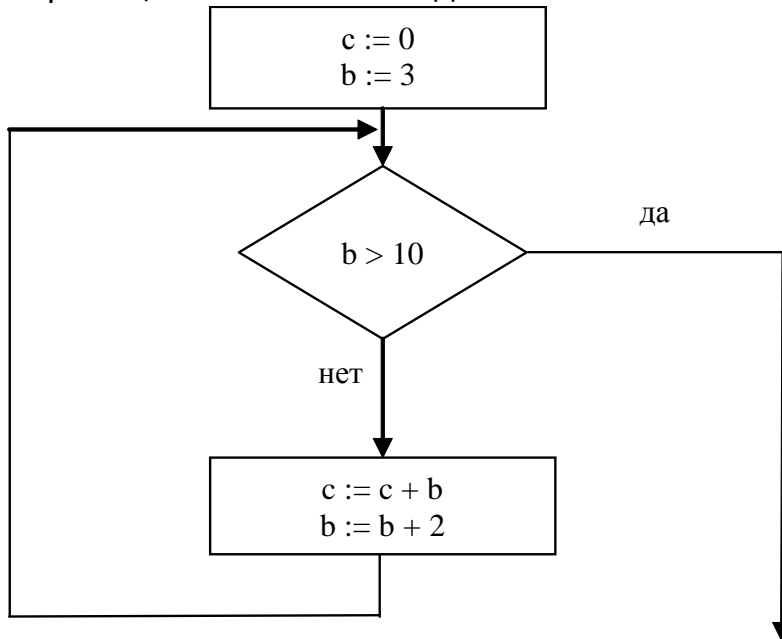 c := 0
b := 3
b > 10
да
нет
c := c + b
b := b + 2